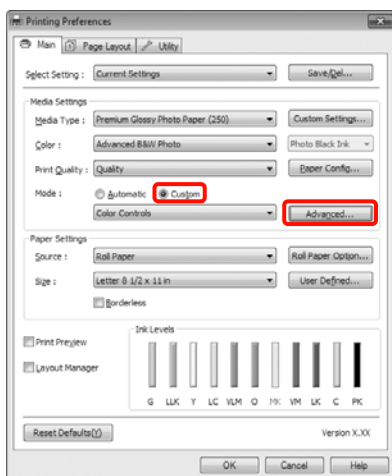 Printing Preferences
Main Page Layout Utility
Select Setting : Current Settings Save/Del...
Media Settings
Media Type : Premium Glossy Photo Paper (250) Custom Settings...
Color : Advanced B&W Photo Photo Black Ink
Print Quality : Quality Paper Config...
Mode : Automatic Custom
Color Controls Advanced...
Paper Settings
Source : Roll Paper Roll Paper Option...
Size : Letter 8 1/2 x 11 in User Defined...
Borderless
Ink Levels
Print Preview
Layout Manager
G LLK Y LC VLM O MK VM LK C PK
Reset Defaults(Y) Version X.XX
OK Cancel Help